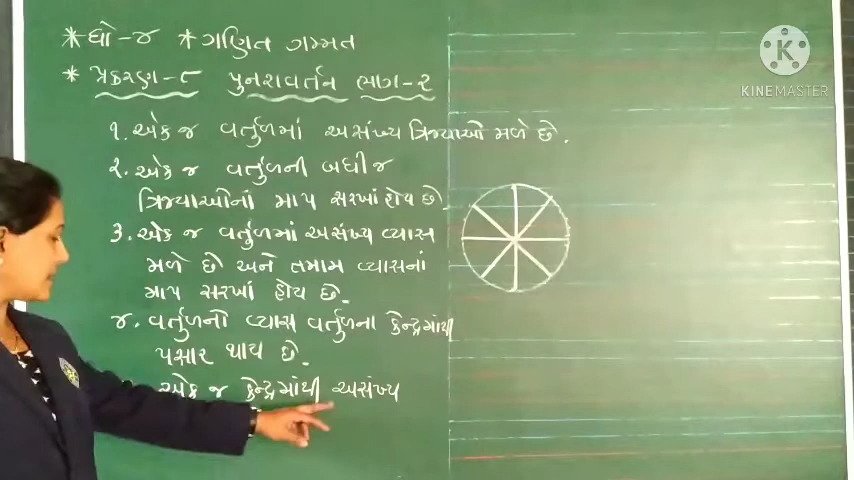 * ધો-૪ * ગણિત ગમ્મત
* પ્રકરણ-૮ પુનરાવર્તન ભાગ-૨
૧. એક જ વર્તુળમાં અસંખ્ય ત્રિજ્યાઓ મળે છે.
૨. એક જ વર્તુળની બધી જ
ત્રિજ્યાઓનાં માપ સરખાં હોય છે.
૩. એક જ વર્તુળમાં અસંખ્ય વ્યાસ
મળે છે અને તમામ વ્યાસનાં
માપ સરખાં હોય છે.
૪. વર્તુળનો વ્યાસ વર્તુળના કેન્દ્રમાંથી
પસાર થાય છે.
એક જ કેન્દ્રમાંથી અસંખ્ય
K
KINEMASTER